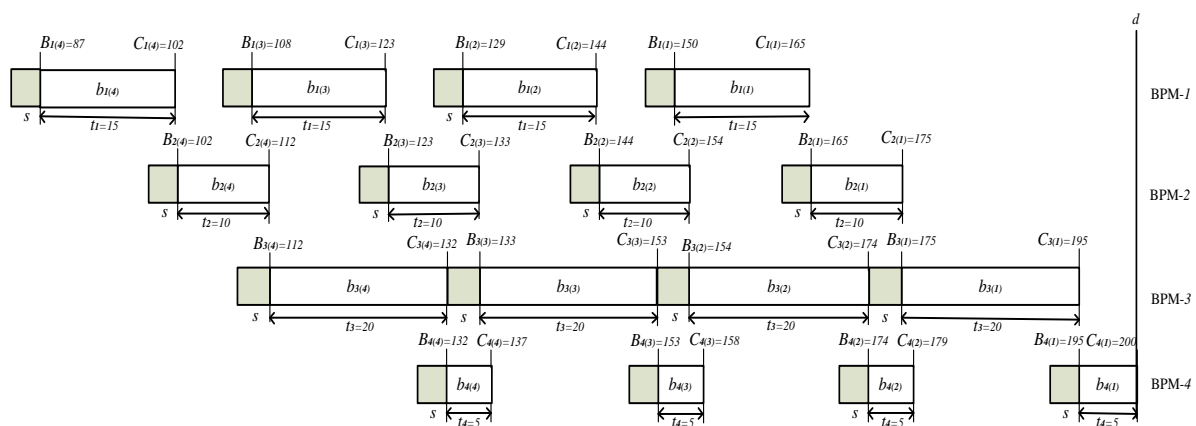 d
B1(4)=87 C1(4)=102 B1(3)=108 C1(3)=123 B1(2)=129 C1(2)=144 B1(1)=150 C1(1)=165
b1(4) b1(3) b1(2) b1(1) BPM-1
s t1=15 s t1=15 s t1=15 s t1=15
B2(4)=102 C2(4)=112 B2(3)=123 C2(3)=133 B2(2)=144 C2(2)=154 B2(1)=165 C2(1)=175
b2(4) b2(3) b2(2) b2(1) BPM-2
s t2=10 s t2=10 s t2=10 s t2=10
B3(4)=112 C3(4)=132 B3(3)=133 C3(3)=153 B3(2)=154 C3(2)=174 B3(1)=175 C3(1)=195
b3(4) b3(3) b3(2) b3(1) BPM-3
s t3=20 s t3=20 s t3=20 s t3=20
B4(4)=132 C4(4)=137 B4(3)=153 C4(3)=158 B4(2)=174 C4(2)=179 B4(1)=195 C4(1)=200
b4(4) b4(3) b4(2) b4(1) BPM-4
s t4=5 s t4=5 s t4=5 s t4=5